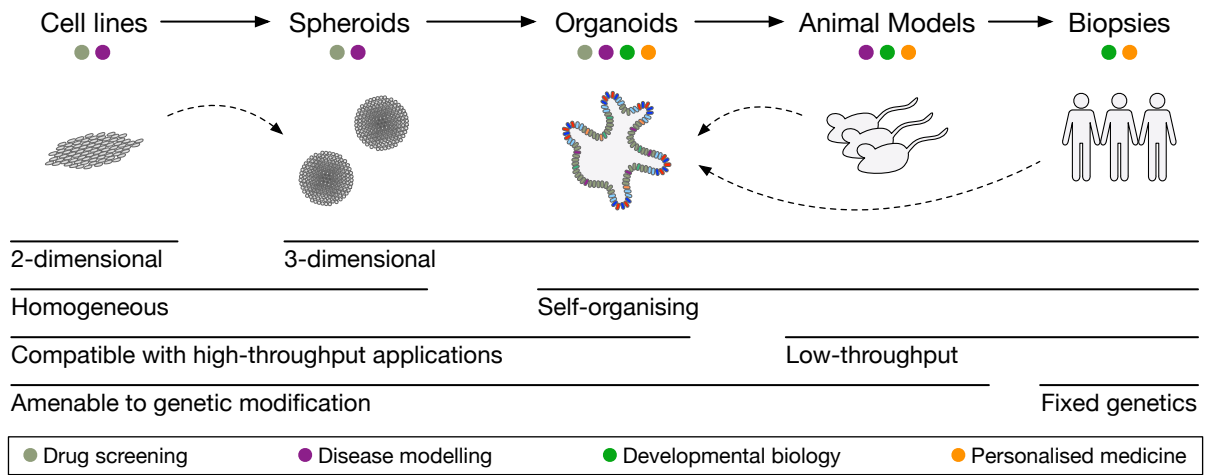 Cell lines Spheroids Organoids Animal Models Biopsies
2-dimensional 3-dimensional
Homogeneous Self-organising
Compatible with high-throughput applications Low-throughput
Amenable to genetic modification Fixed genetics
Drug screening Disease modelling Developmental biology Personalised medicine